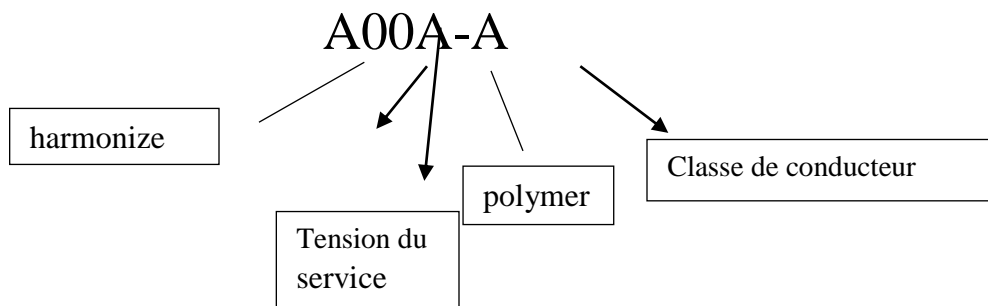 A00A-A
harmonize
Classe de conducteur
polymer
Tension du
service